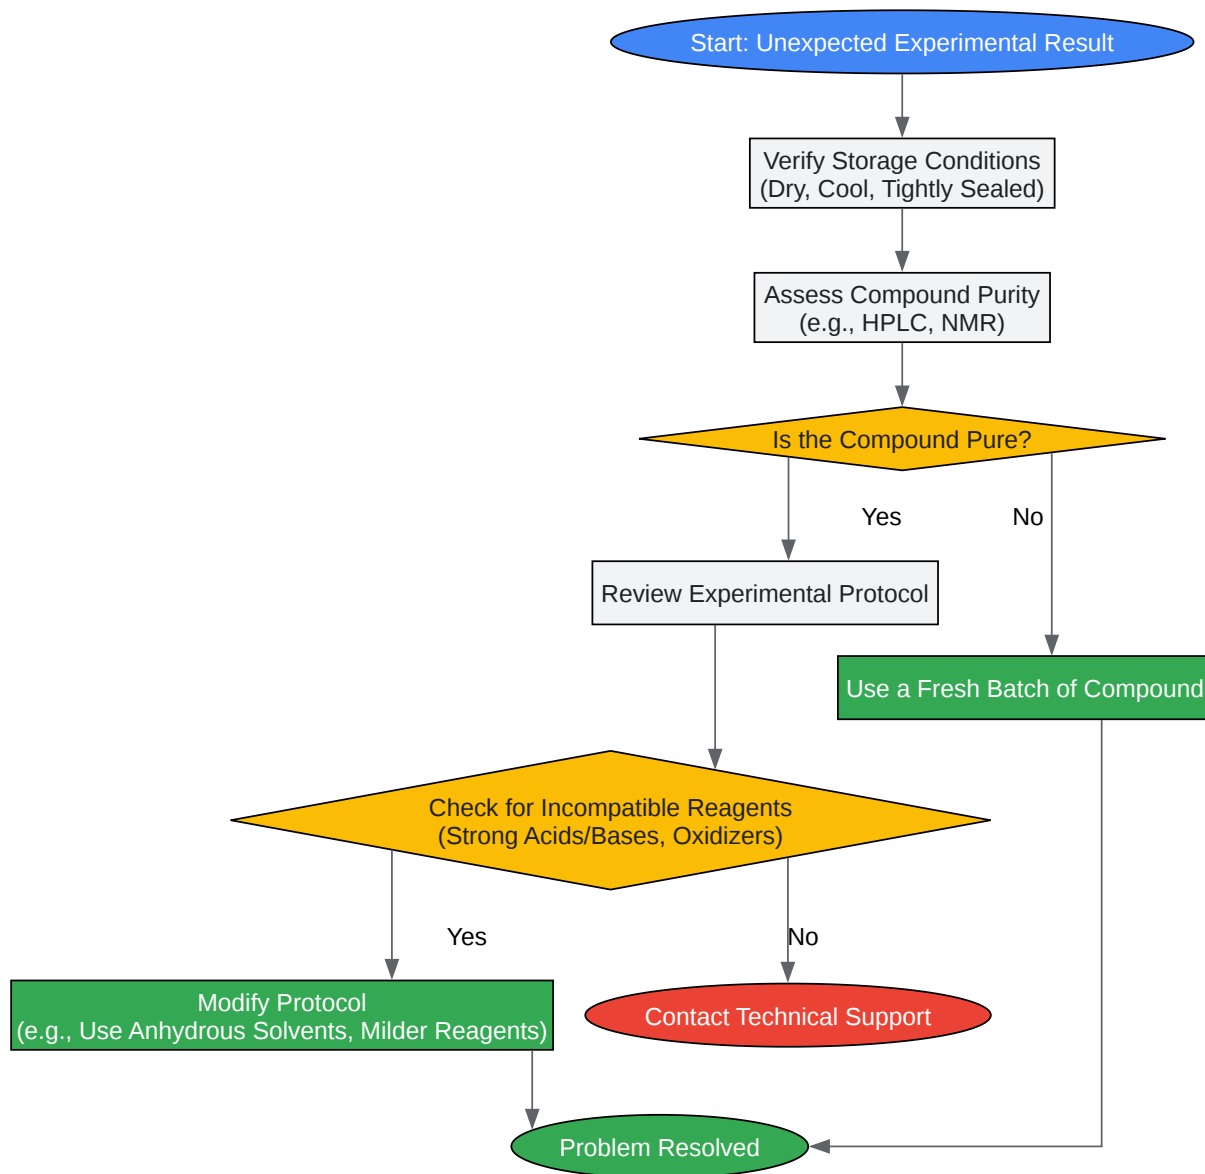 Start: Unexpected Experimental Result
Verify Storage Conditions
(Dry, Cool, Tightly Sealed)
Assess Compound Purity
(e.g., HPLC, NMR)
Is the Compound Pure?
Yes
No
Review Experimental Protocol
Use a Fresh Batch of Compound
Check for Incompatible Reagents
(Strong Acids/Bases, Oxidizers)
Yes
No
Modify Protocol
(e.g., Use Anhydrous Solvents, Milder Reagents)
Contact Technical Support
Problem Resolved